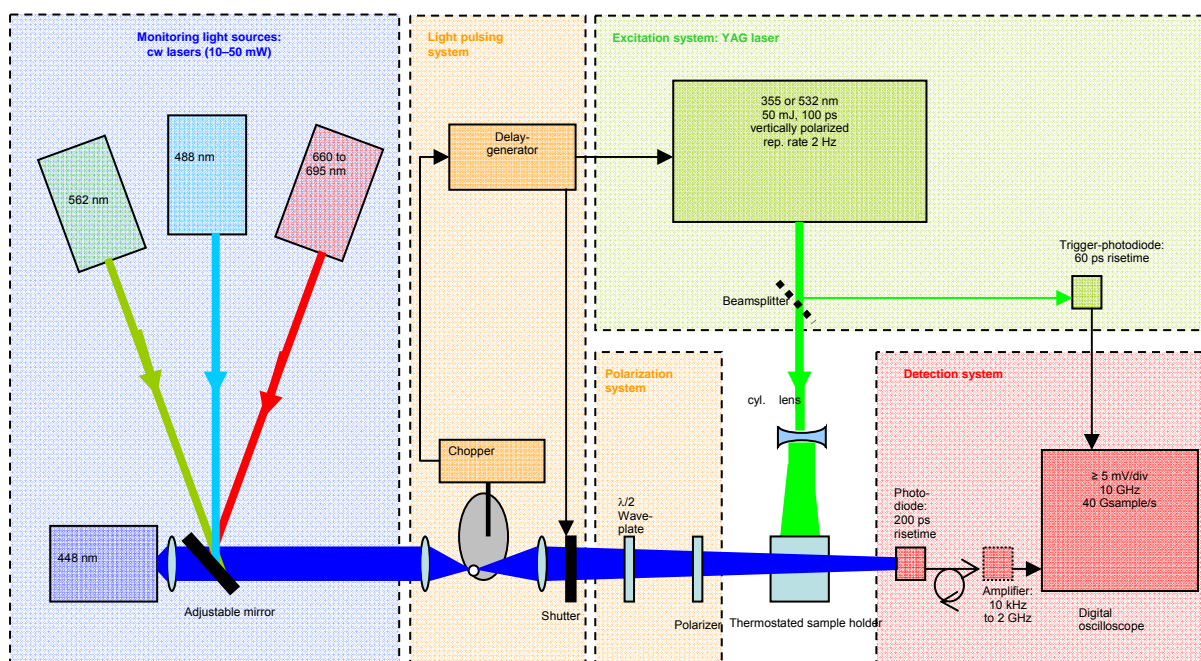 Monitoring light sources:
cw lasers (10–50 mW)
Light pulsing
system
Excitation system: YAG laser
562 nm
488 nm
660 to
695 nm
Delay-
generator
355 or 532 nm
50 mJ, 100 ps
vertically polarized
rep. rate 2 Hz
Trigger-photodiode:
60 ps risetime
Beamsplitter
Polarization
system
Detection system
cyl. lens
Chopper
448 nm
Adjustable mirror
Shutter
λ/2
Wave-
plate
Polarizer
Thermostated sample holder
Photo-
diode:
200 ps
risetime
Amplifier:
10 kHz
to 2 GHz
≥ 5 mV/div
10 GHz
40 Gsample/s
Digital
oscilloscope